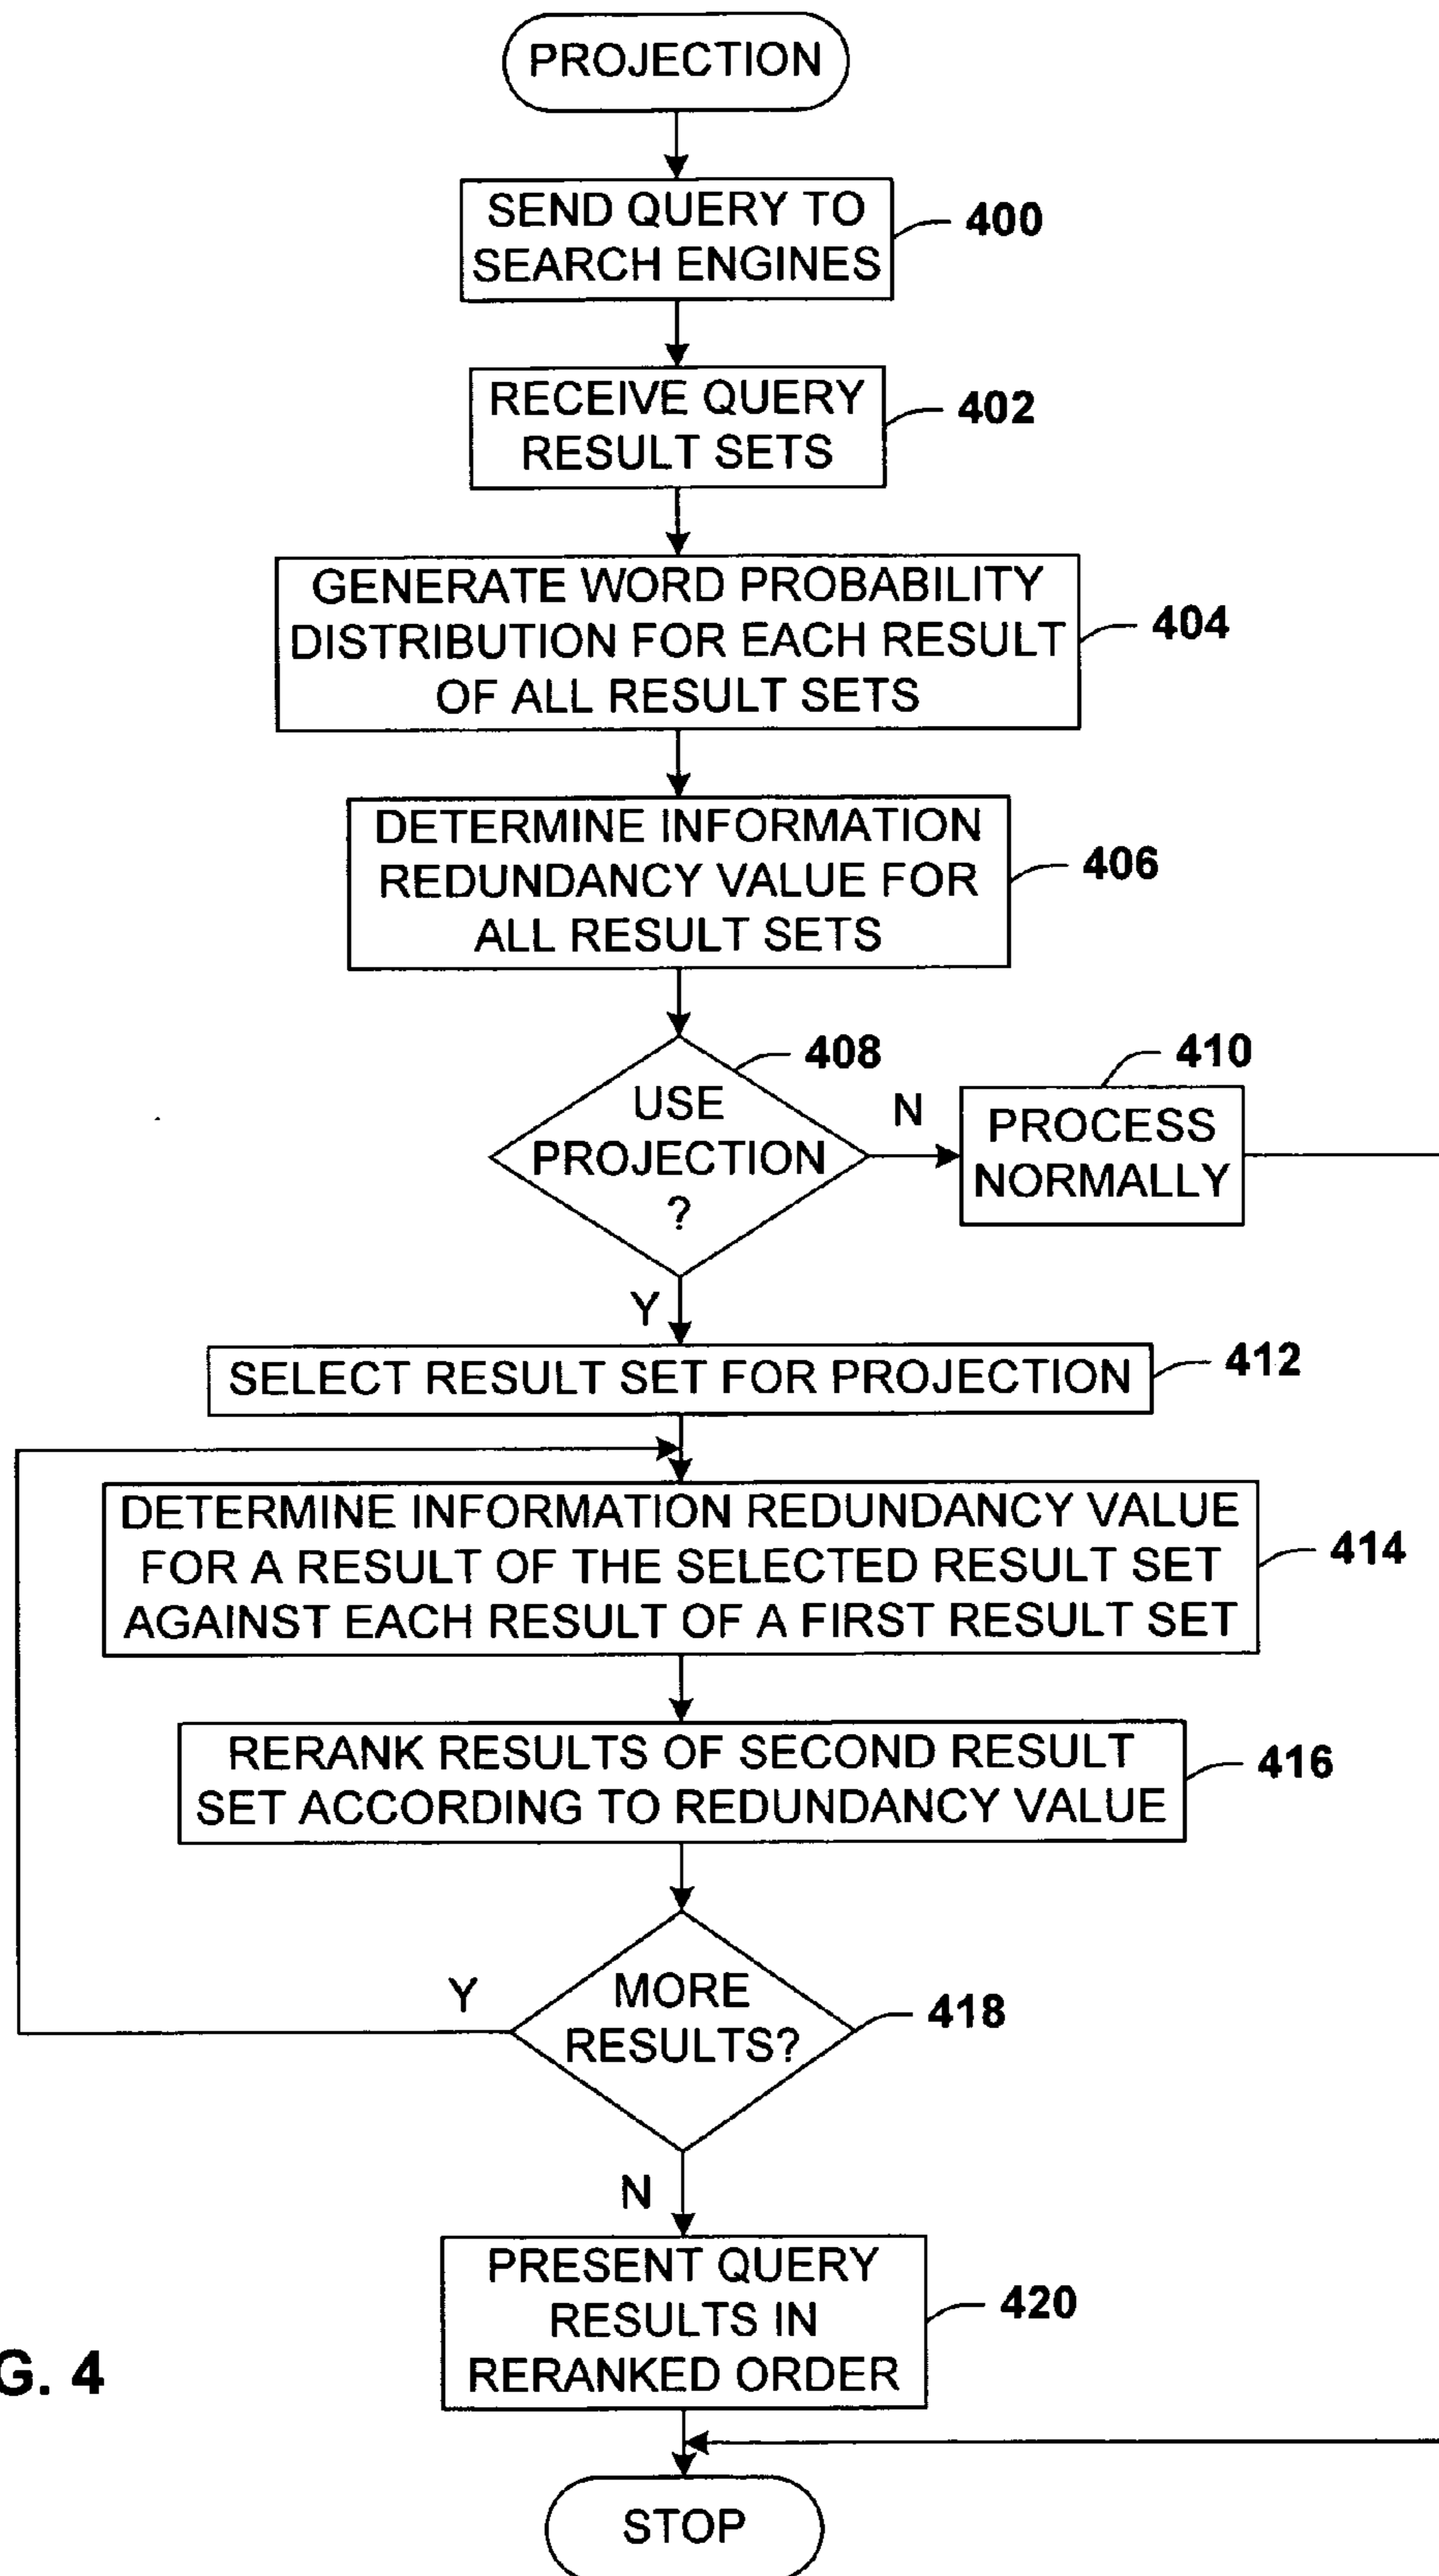 PROJECTION
SEND QUERY TO
SEARCH ENGINES
400
RECEIVE QUERY
RESULT SETS
402
GENERATE WORD PROBABILITY
DISTRIBUTION FOR EACH RESULT
OF ALL RESULT SETS
404
DETERMINE INFORMATION
REDUNDANCY VALUE FOR
ALL RESULT SETS
406
USE
PROJECTION
?
408
N
PROCESS
NORMALLY
410
Y
SELECT RESULT SET FOR PROJECTION
412
DETERMINE INFORMATION REDUNDANCY VALUE
FOR A RESULT OF THE SELECTED RESULT SET
AGAINST EACH RESULT OF A FIRST RESULT SET
414
RERANK RESULTS OF SECOND RESULT
SET ACCORDING TO REDUNDANCY VALUE
416
MORE
RESULTS?
418
Y
N
PRESENT QUERY
RESULTS IN
RERANKED ORDER
420
G. 4
STOP